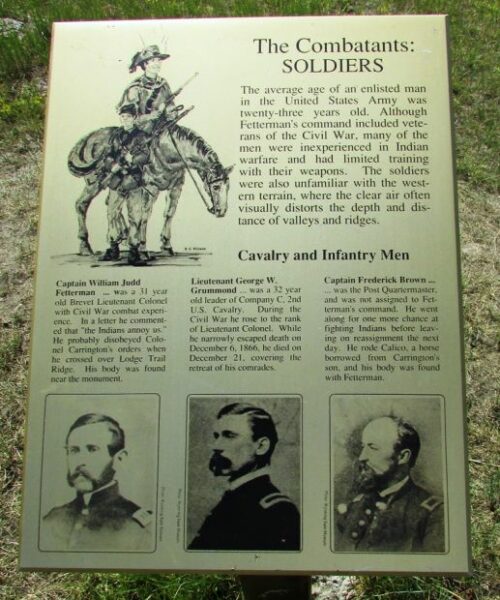 The Combatants:
SOLDIERS
The average age of an enlisted man
in the United States Army was
twenty-three years old. Although
Fetterman's command included vete-
rans of the Civil War, many of the
men were inexperienced in Indian
warfare and had limited training
with their weapons. The soldiers
were also unfamiliar with the west-
ern terrain, where the clear air often
visually distorts the depth and dis-
tance of valleys and ridges.
Cavalry and Infantry Men
Captain William Judd
Fetterman ... was a 31 year
old Brevet Lieutenant Colonel
with Civil War combat experi-
ence. In a letter he comment-
ed that "the Indians annoy us."
He probably disobeyed Colo-
nel Carrington's orders when
he crossed over Lodge Trail
Ridge. His body was found
near the monument.
Lieutenant George W.
Grummond ... was a 32 year
old leader of Company C, 2nd
U.S. Cavalry. During the
Civil War he rose to the rank
of Lieutenant Colonel. While
he narrowly escaped death on
December 6, 1866, he died on
December 21, covering the
retreat of his comrades.
Captain Frederick Brown ...
... was the Post Quartermaster,
and was not assigned to Fet-
terman's command. He went
along for one more chance at
fighting Indians before leav-
ing on reassignment the next
day. He rode Calico, a horse
borrowed from Carrington's
son, and his body was found
with Fetterman.